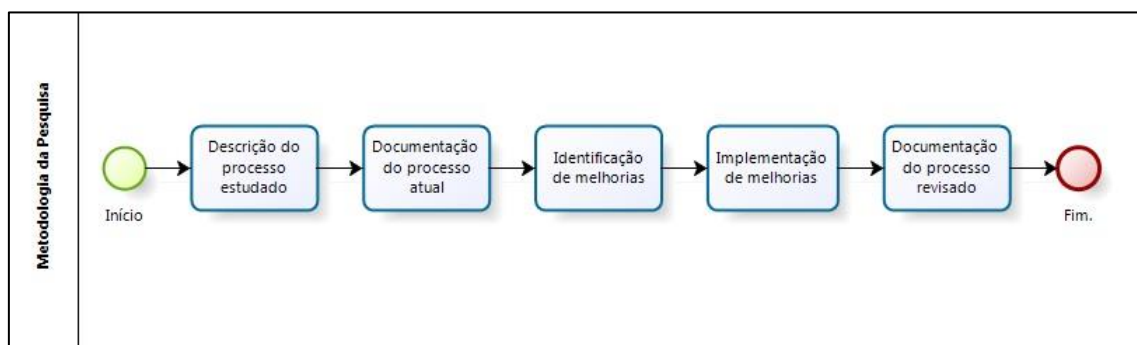 Metodologia da Pesquisa
Início
Descrição do
processo
estudado
Documentação
do processo
atual
Identificação
de melhorias
Implementação
de melhorias
Documentação
do processo
revisado
Fim.